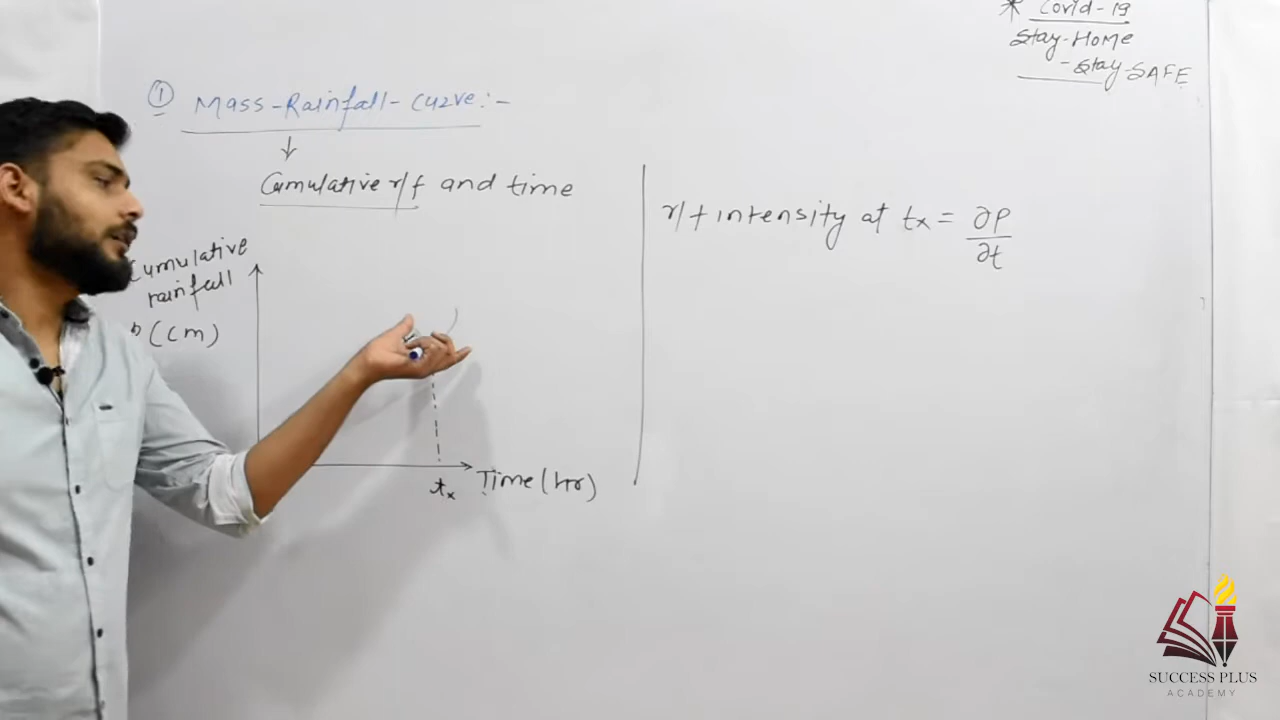 * Covid-19
Stay-Home
- Stay-SAFE
① Mass-Rainfall-Curve:-
↓
Cumulative r/f and time
Cumulative
rainfall
p (cm)
tx
Time (hr)
r/f intensity at tx = ∂P/∂t
SUCCESS PLUS
ACADEMY